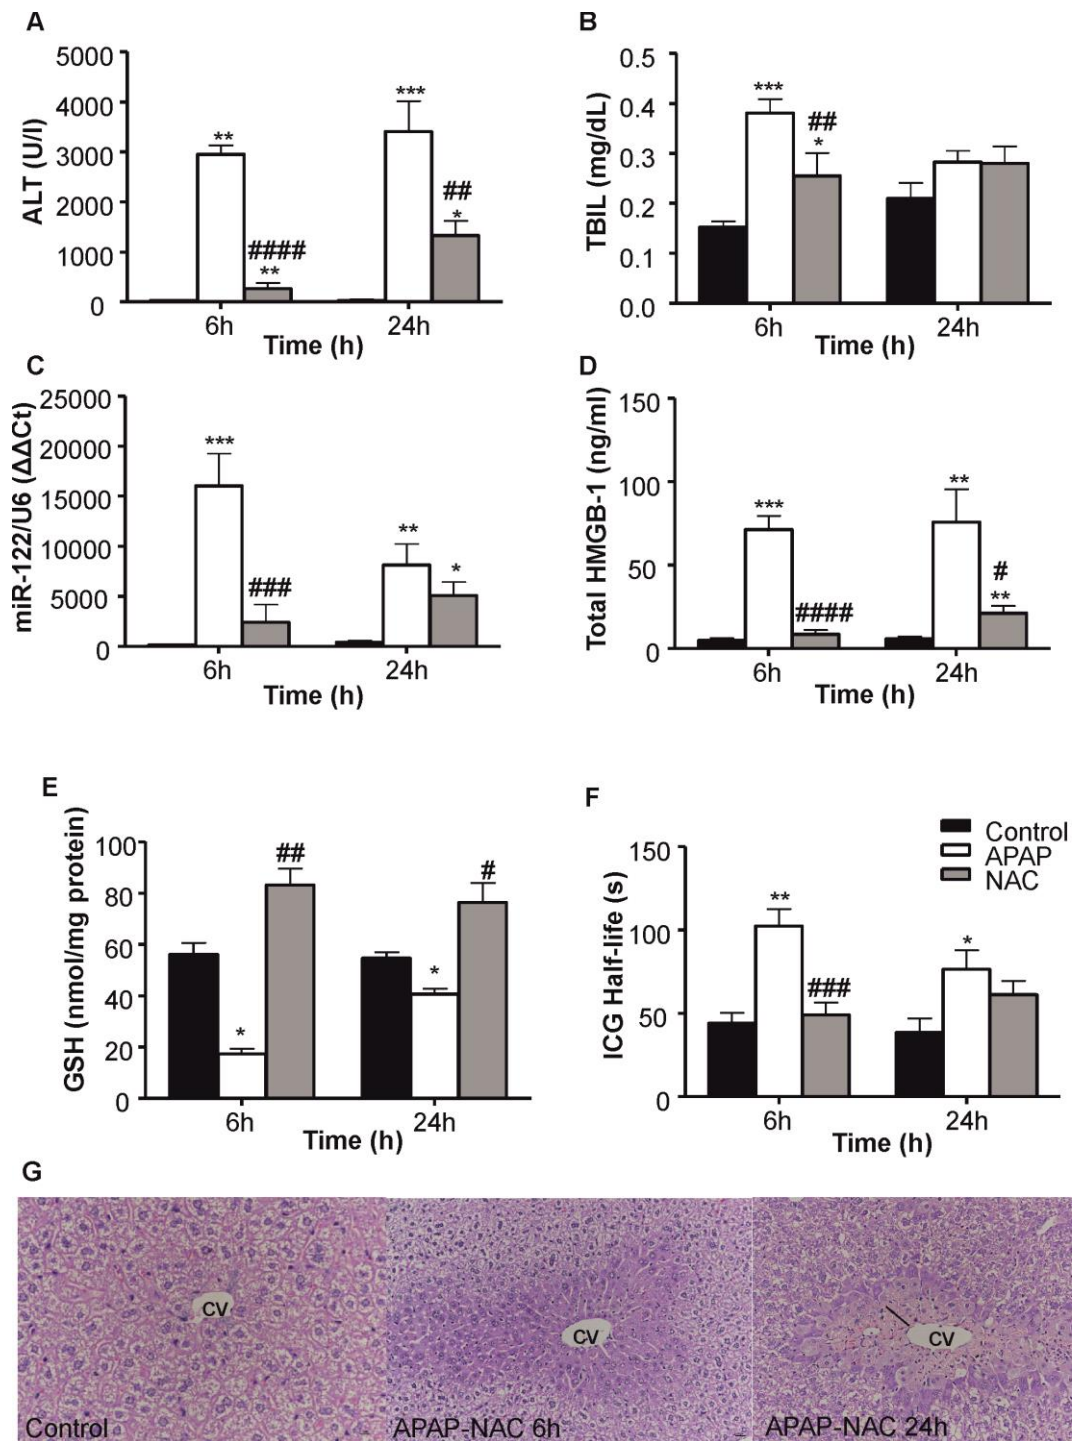 A
ALT (U/l)
5000
4000
3000
2000
1000
0
**
####
**
***
##
*
6h
24h
Time (h)
B
TBIL (mg/dL)
0.5
0.4
0.3
0.2
0.1
0.0
***
##
*
6h
24h
Time (h)
C
miR-122/U6 (ΔΔCt)
25000
20000
15000
10000
5000
0
***
###
**
*
6h
24h
Time (h)
D
Total HMGB-1 (ng/ml)
150
100
50
0
***
####
**
#
**
6h
24h
Time (h)
E
GSH (nmol/mg protein)
100
80
60
40
20
0
*
##
*
#
6h
24h
Time (h)
F
ICG Half-life (s)
150
100
50
0
**
###
*
6h
24h
Time (h)
Control
APAP
NAC
G
CV
Control
CV
APAP-NAC 6h
CV
APAP-NAC 24h